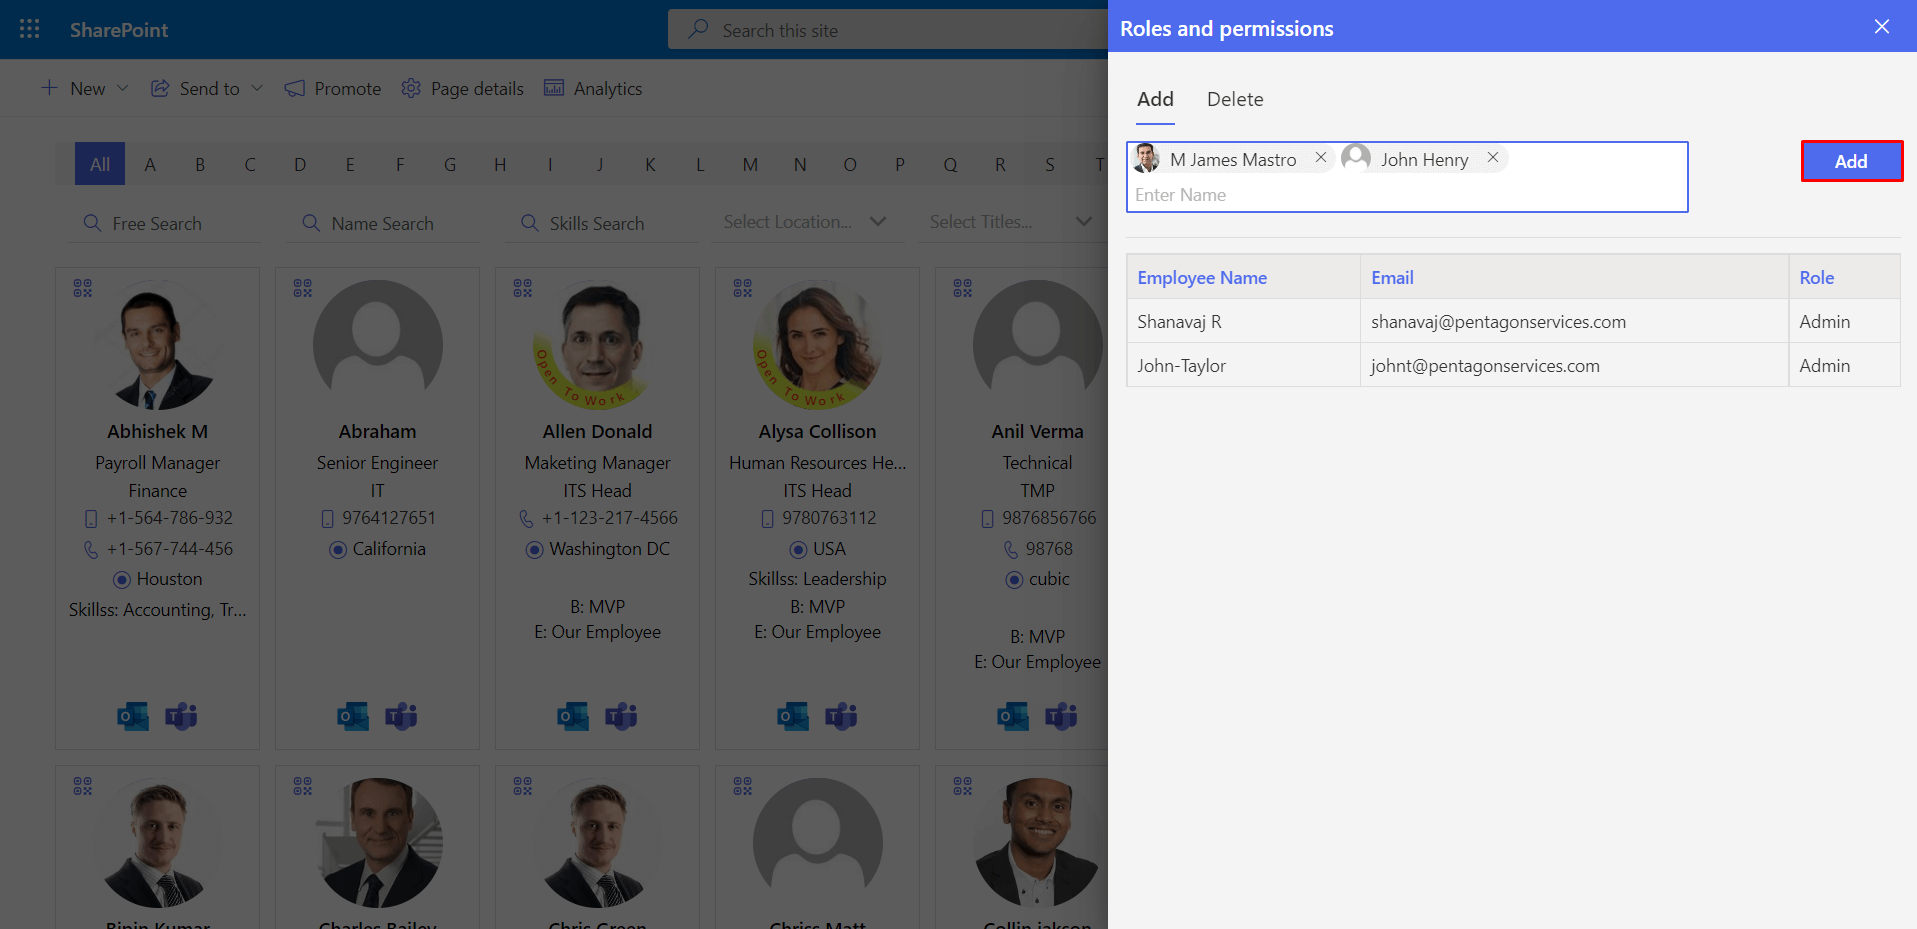 SharePoint
Search this site
New
Send to
Promote
Page details
Analytics
All A B C D E F G H I J K L M N O P Q R S T
Free Search
Name Search
Skills Search
Select Location...
Select Titles...
Abhishek M
Payroll Manager
Finance
+1-564-786-932
+1-567-744-456
Houston
Skillss: Accounting, Tr...
Abraham
Senior Engineer
IT
9764127651
California
Open To Work
Allen Donald
Maketing Manager
ITS Head
+1-123-217-4566
Washington DC
B: MVP
E: Our Employee
Open To Work
Alysa Collison
Human Resources He...
ITS Head
9780763112
USA
Skillss: Leadership
B: MVP
E: Our Employee
Anil Verma
Technical
TMP
9876856766
98768
cubic
B: MVP
E: Our Employee
Bipin Kumar
Charles Bailey
Chris Green
Chriss Matt
Collin jakson
Roles and permissions
Add
Delete
M James Mastro
John Henry
Enter Name
Add
Employee Name Email Role
Shanavaj R shanavaj@pentagonservices.com Admin
John-Taylor johnt@pentagonservices.com Admin